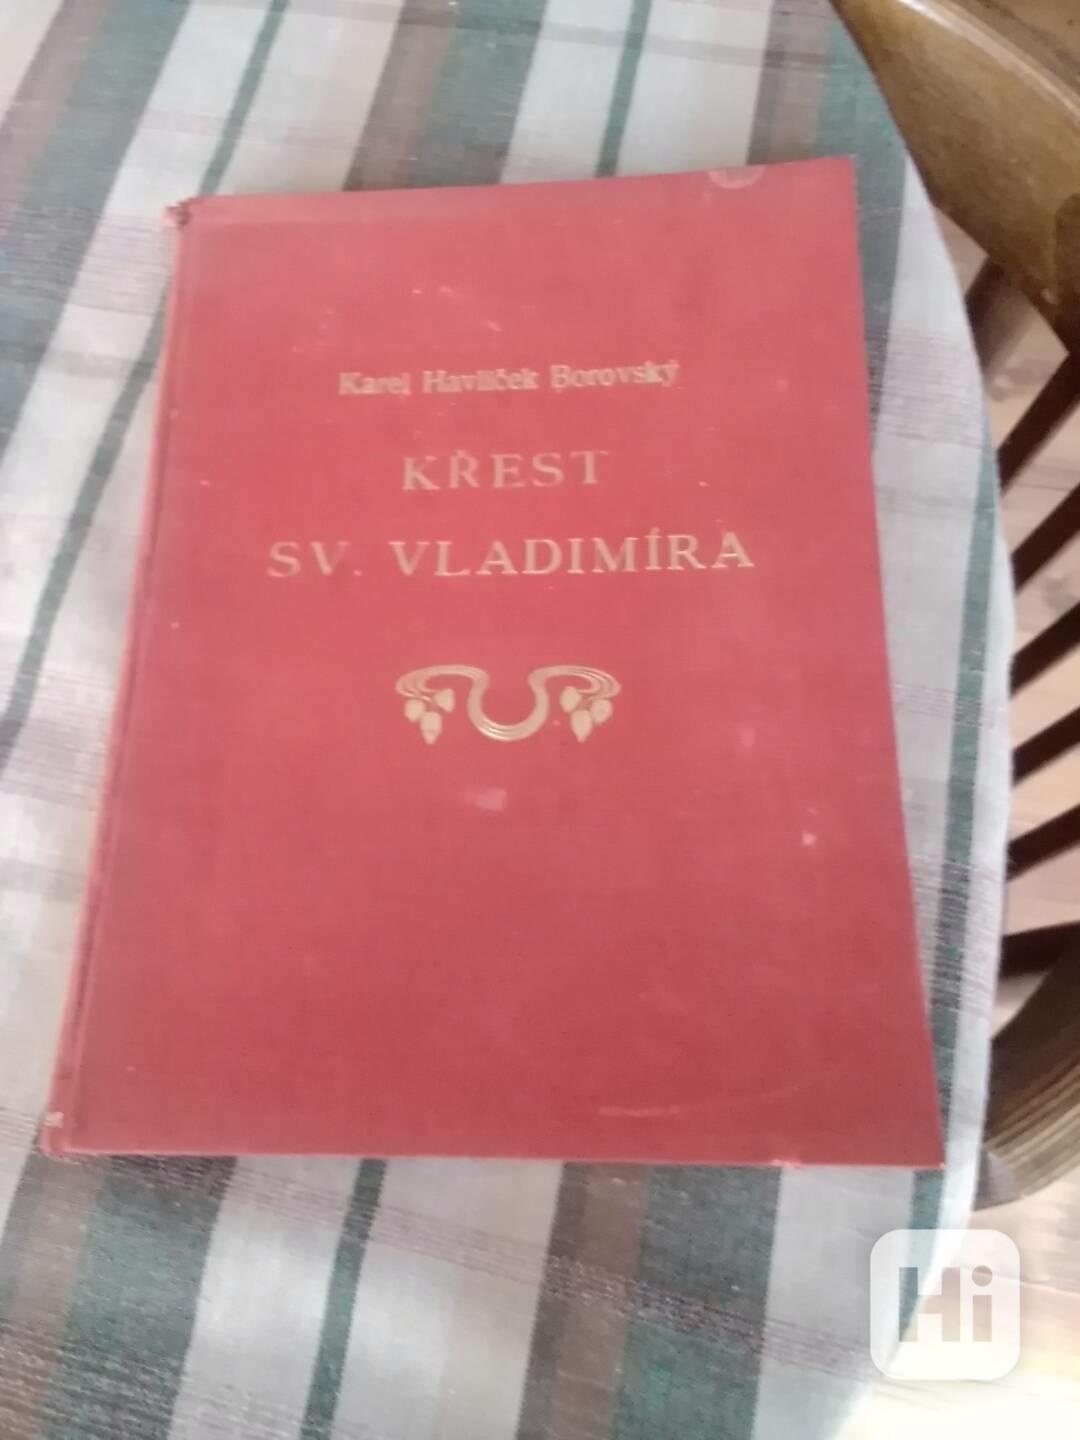 Karel Havlíček Borovský
KŘEST
SV. VLADIMÍRA
Hi